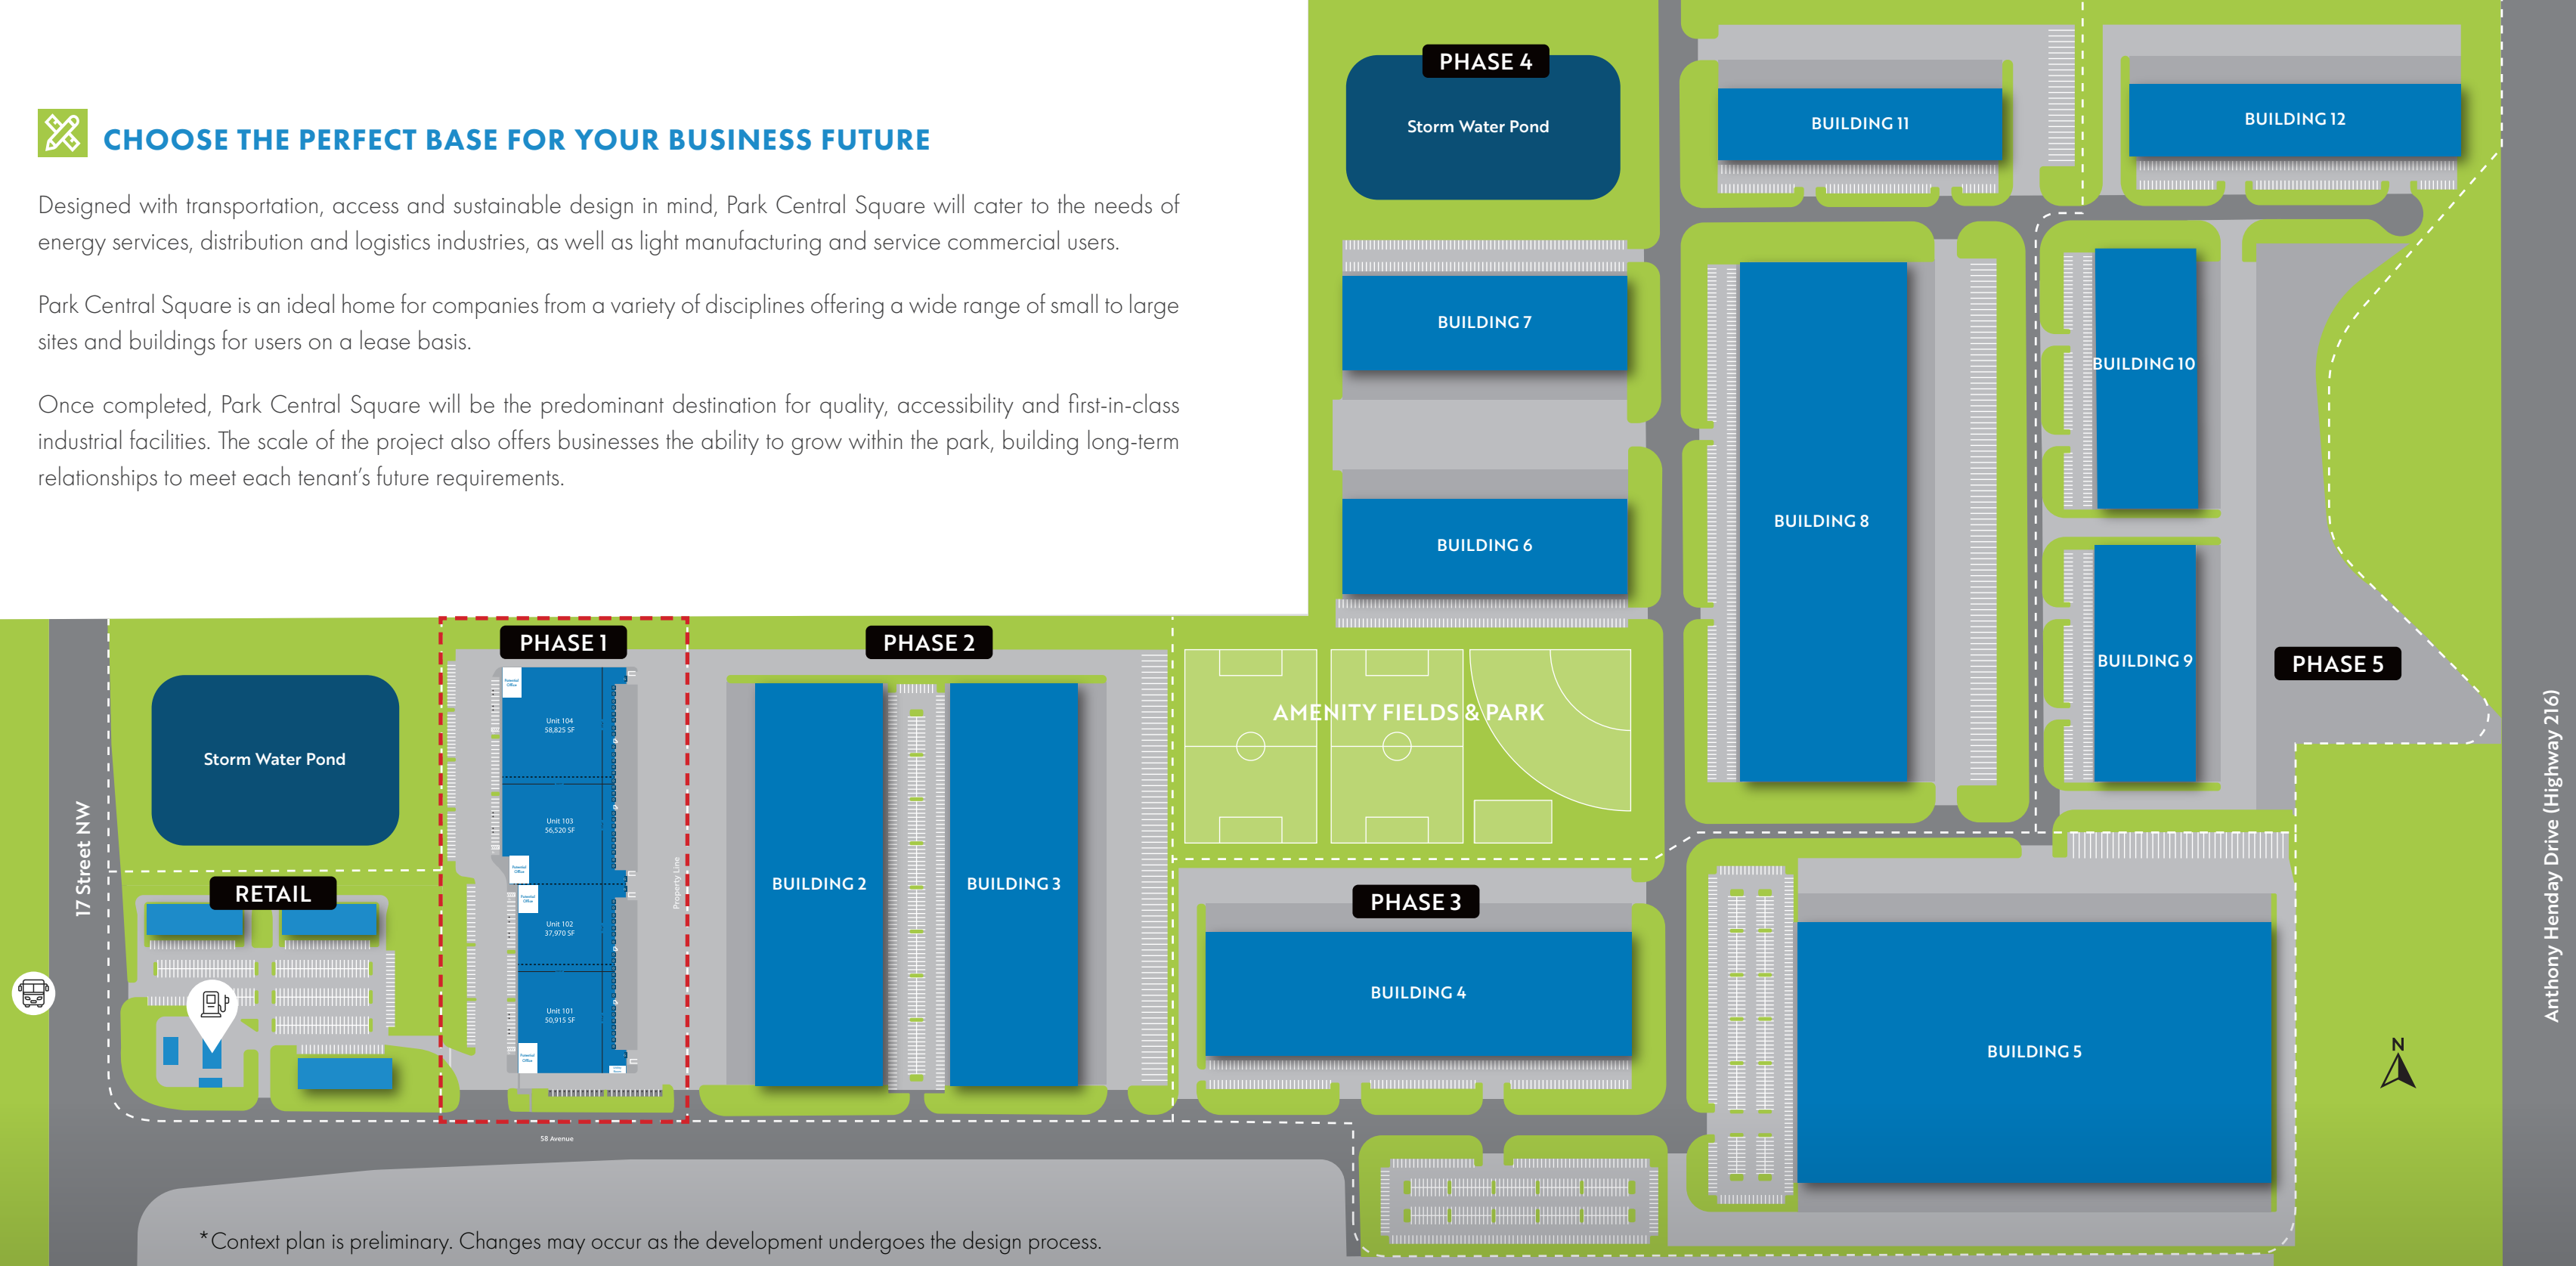 CHOOSE THE PERFECT BASE FOR YOUR BUSINESS FUTURE
Designed with transportation, access and sustainable design in mind, Park Central Square will cater to the needs of
energy services, distribution and logistics industries, as well as light manufacturing and service commercial users.
Park Central Square is an ideal home for companies from a variety of disciplines offering a wide range of small to large
sites and buildings for users on a lease basis.
Once completed, Park Central Square will be the predominant destination for quality, accessibility and first-in-class
industrial facilities. The scale of the project also offers businesses the ability to grow within the park, building long-term
relationships to meet each tenant's future requirements.
PHASE 4
Storm Water Pond
BUILDING 11
BUILDING 12
BUILDING 7
BUILDING 6
BUILDING 8
BUILDING 10
BUILDING 9
PHASE 5
Anthony Henday Drive (Highway 216)
AMENITY FIELDS & PARK
PHASE 1
Potential
Office
Unit 104
58,825 SF
Unit 103
56,520 SF
Potential
Office
Potential
Office
Unit 102
37,970 SF
Unit 101
50,915 SF
Potential
Office
Property Line
PHASE 2
BUILDING 2
BUILDING 3
Storm Water Pond
17 Street NW
RETAIL
PHASE 3
BUILDING 4
BUILDING 5
N
58 Avenue
*Context plan is preliminary. Changes may occur as the development undergoes the design process.